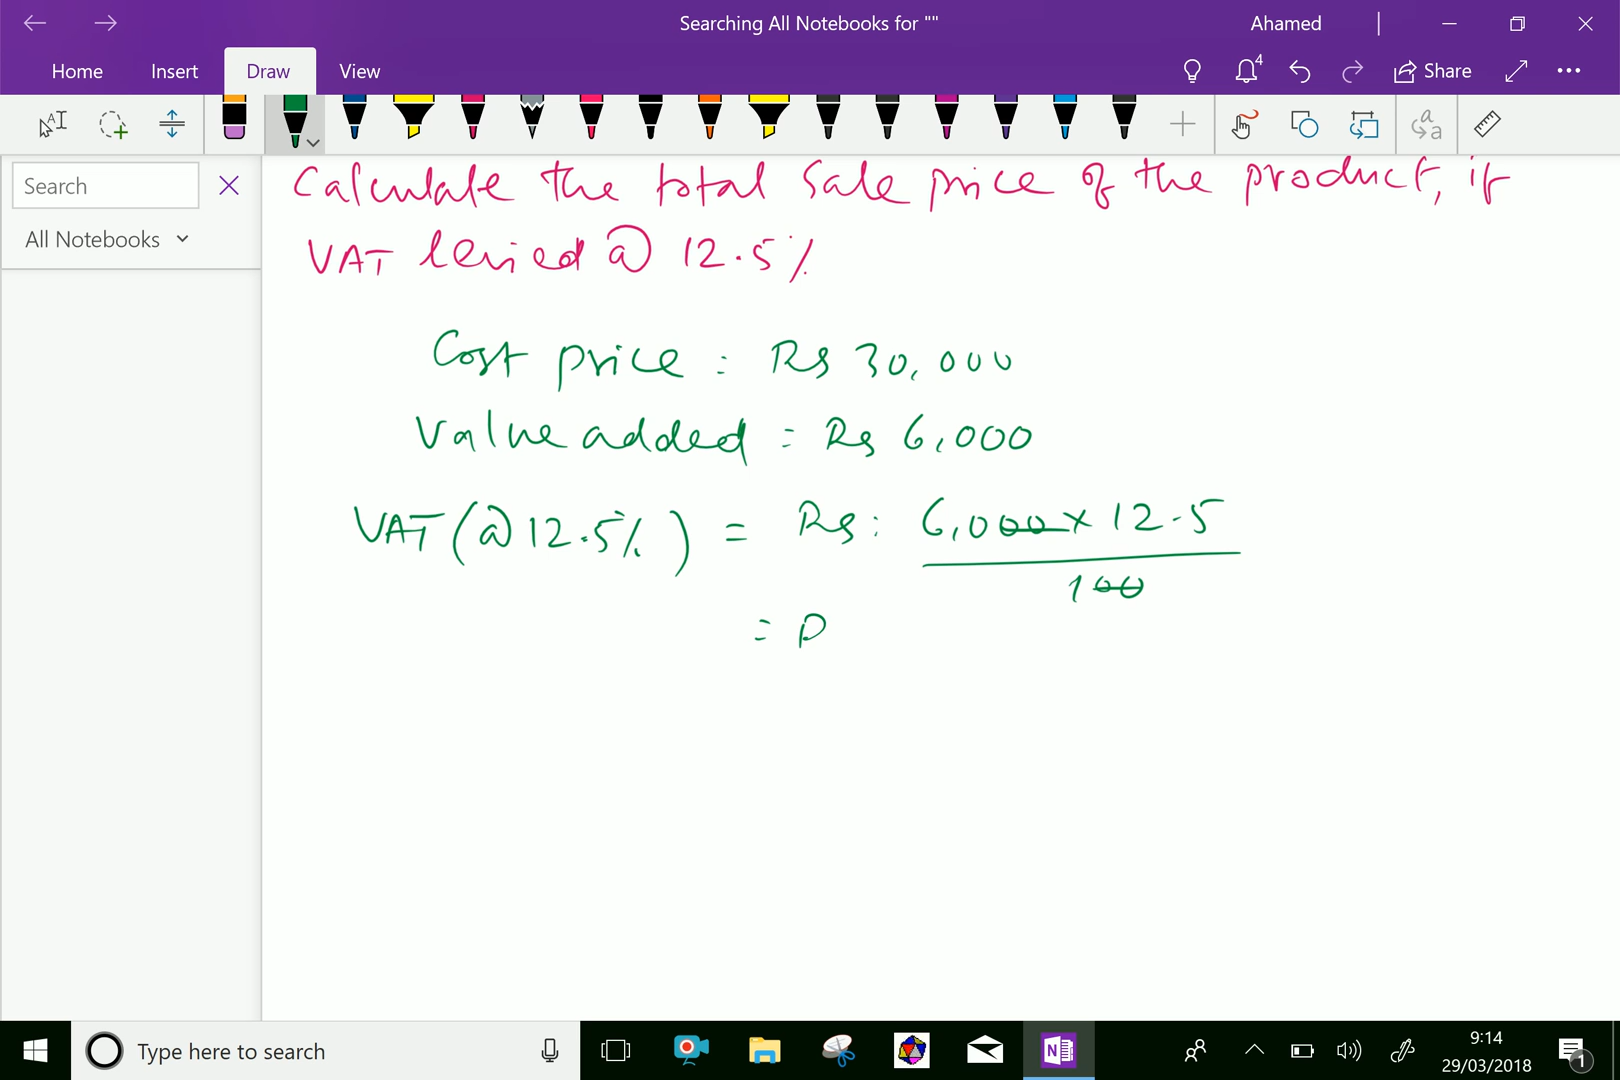 Searching All Notebooks for ""
Ahamed
Home
Insert
Draw
View
4
Share
Search
All Notebooks
Calculate the total sale price of the product, if
VAT levied @ 12.5%
Cost price : Rs 30,000
Value added = Rs 6,000
VAT (@ 12.5%) = Rs: 6,000 x 12.5
100
=
Type here to search
9:14
29/03/2018
1